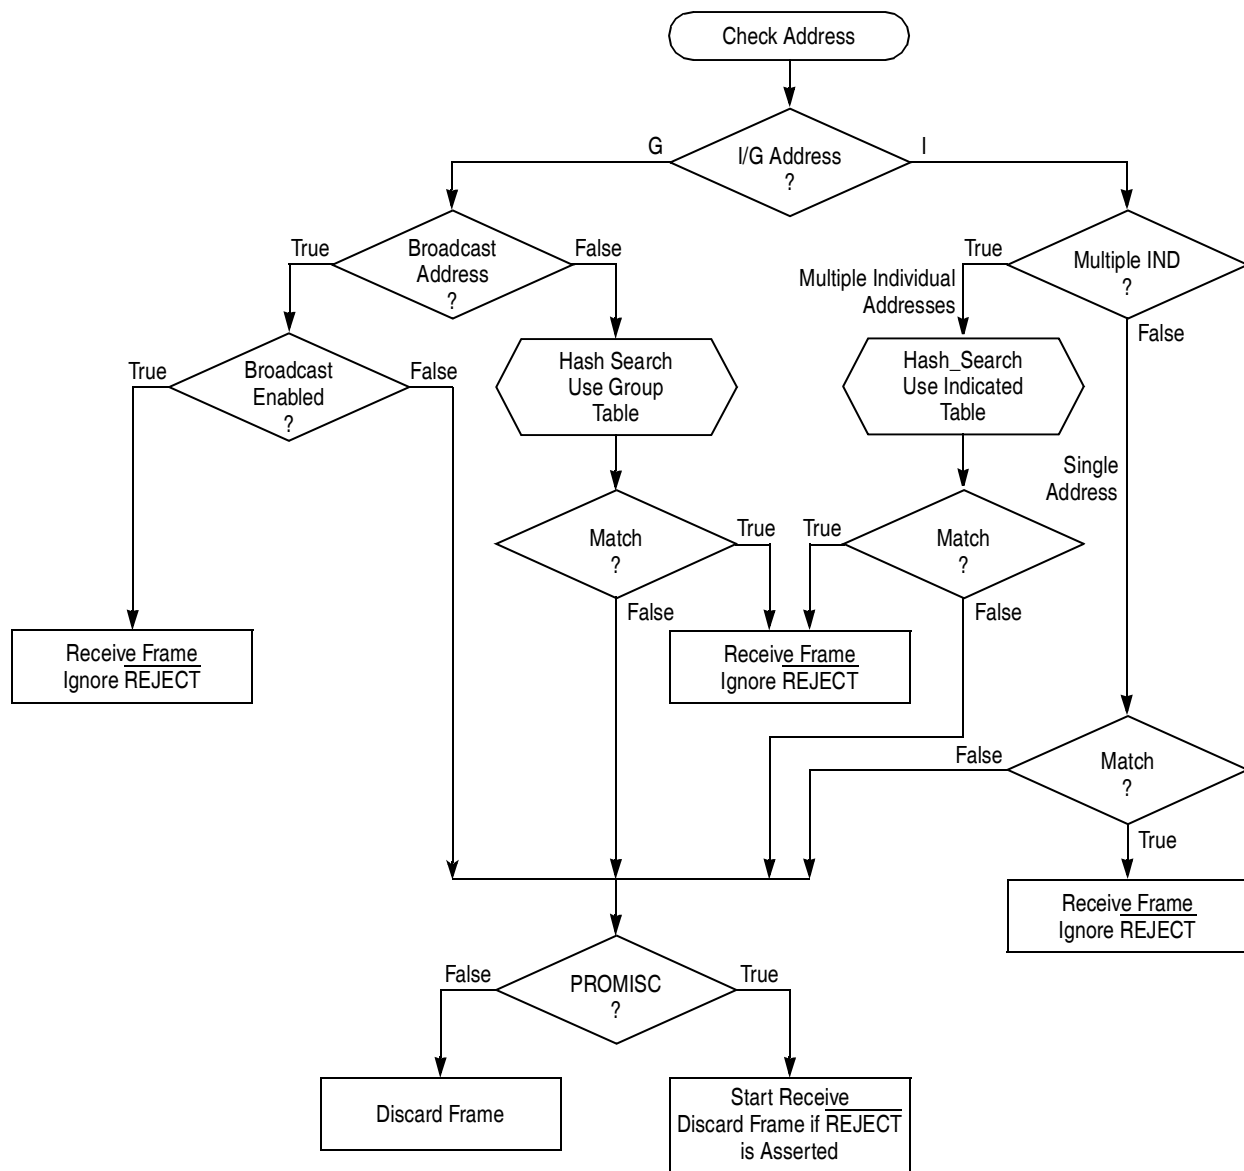 Check Address
I/G Address
?
G
I
Broadcast
Address
?
True
False
Multiple IND
?
True
False
Multiple Individual
Addresses
Broadcast
Enabled
?
True
False
Hash Search
Use Group
Table
Hash_Search
Use Indicated
Table
Single
Address
Match
?
True
False
Match
?
True
False
Receive Frame
Ignore REJECT
Receive Frame
Ignore REJECT
Match
?
False
True
Receive Frame
Ignore REJECT
PROMISC
?
False
True
Discard Frame
Start Receive
Discard Frame if REJECT
is Asserted